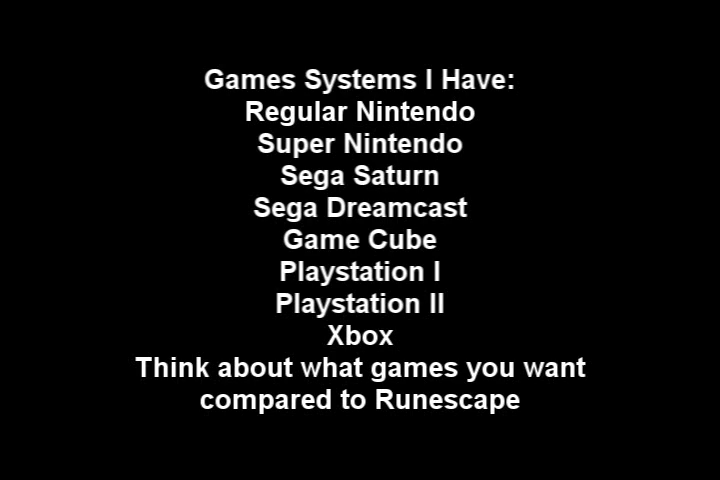 Games Systems I Have:
Regular Nintendo
Super Nintendo
Sega Saturn
Sega Dreamcast
Game Cube
Playstation I
Playstation II
Xbox
Think about what games you want
compared to Runescape